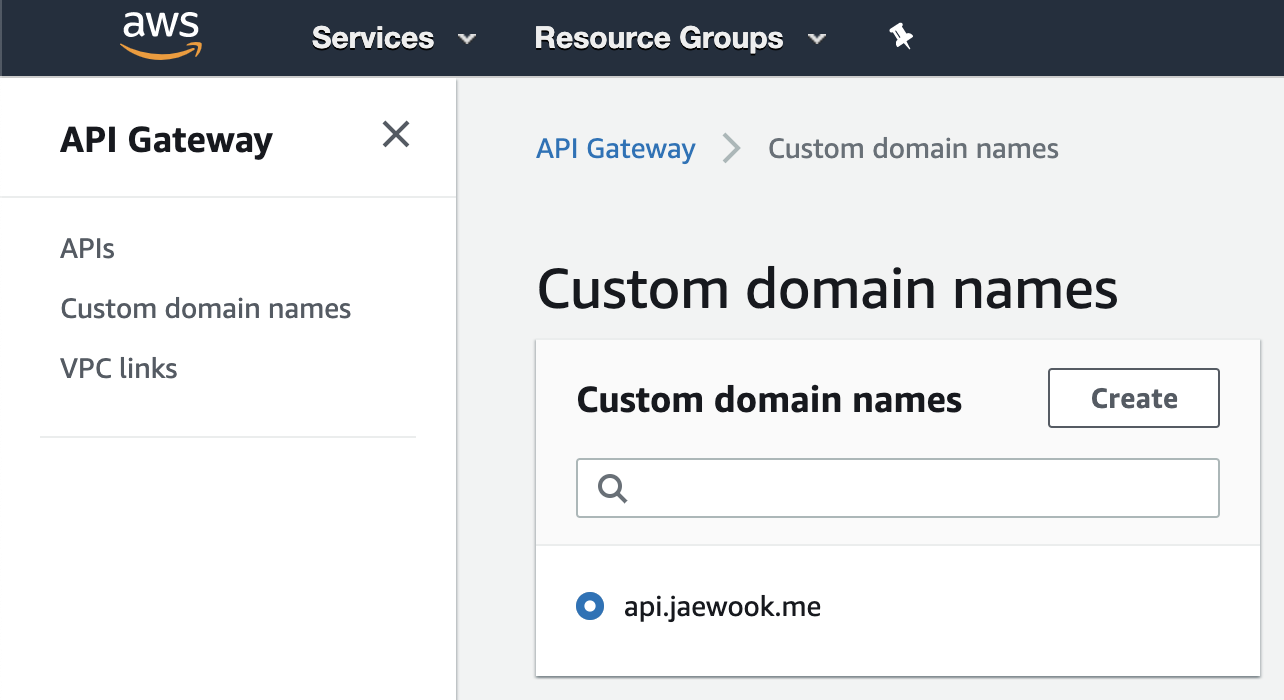 aws
Services
Resource Groups
API Gateway
APIs
Custom domain names
VPC links
API Gateway
Custom domain names
Custom domain names
Custom domain names
Create
api.jaewook.me